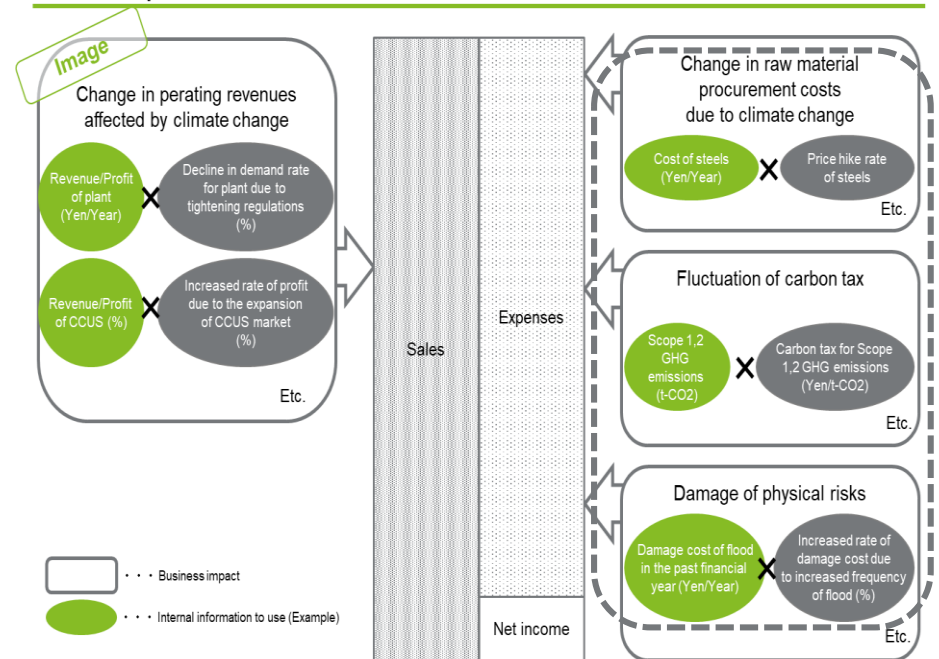 Image
Change in perating revenues
affected by climate change
Revenue/Profit
of plant
(Yen/Year)
×
Decline in demand rate
for plant due to
tightening regulations
(%)
Revenue/Profit
of CCUS (%)
×
Increased rate of profit
due to the expansion
of CCUS market
(%)
Etc.
Sales
Expenses
Net income
Change in raw material
procurement costs
due to climate change
Cost of steels
(Yen/Year)
×
Price hike rate
of steels
Etc.
Fluctuation of carbon tax
Scope 1,2
GHG
emissions
(t-CO2)
×
Carbon tax for Scope
1,2 GHG emissions
(Yen/t-CO2)
Etc.
Damage of physical risks
Damage cost of flood
in the past financial
year (Yen/Year)
×
Increased rate of
damage cost due
to increased frequency
of flood (%)
Etc.
・・・Business impact
・・・Internal information to use (Example)